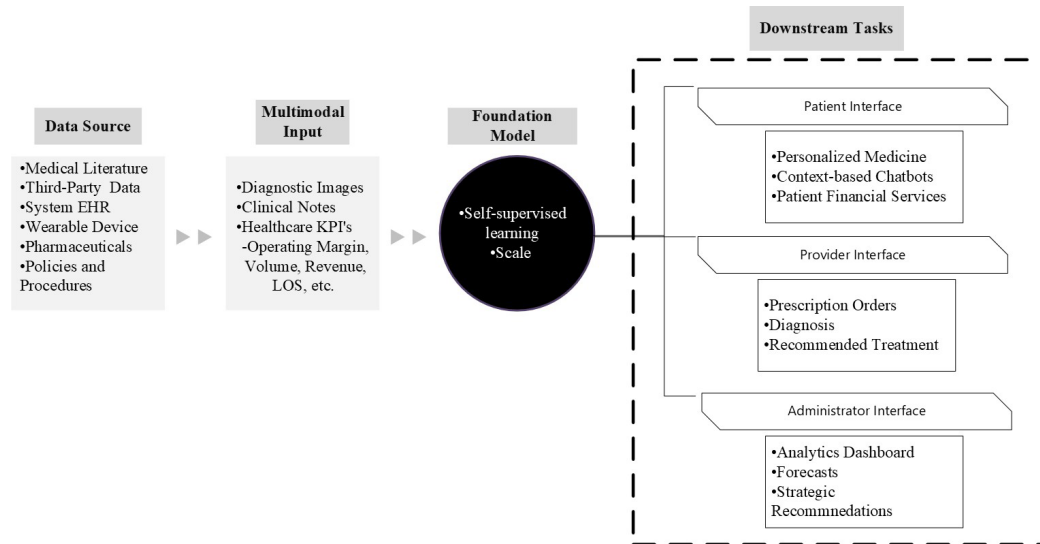 Downstream Tasks
Data Source
•Medical Literature
•Third-Party Data
•System EHR
•Wearable Device
•Pharmaceuticals
•Policies and
Procedures
Multimodal
Input
•Diagnostic Images
•Clinical Notes
•Healthcare KPI's
-Operating Margin,
Volume, Revenue,
LOS, etc.
Foundation
Model
•Self-supervised
learning
•Scale
Patient Interface
•Personalized Medicine
•Context-based Chatbots
•Patient Financial Services
Provider Interface
•Prescription Orders
•Diagnosis
•Recommended Treatment
Administrator Interface
•Analytics Dashboard
•Forecasts
•Strategic
Recommnedations